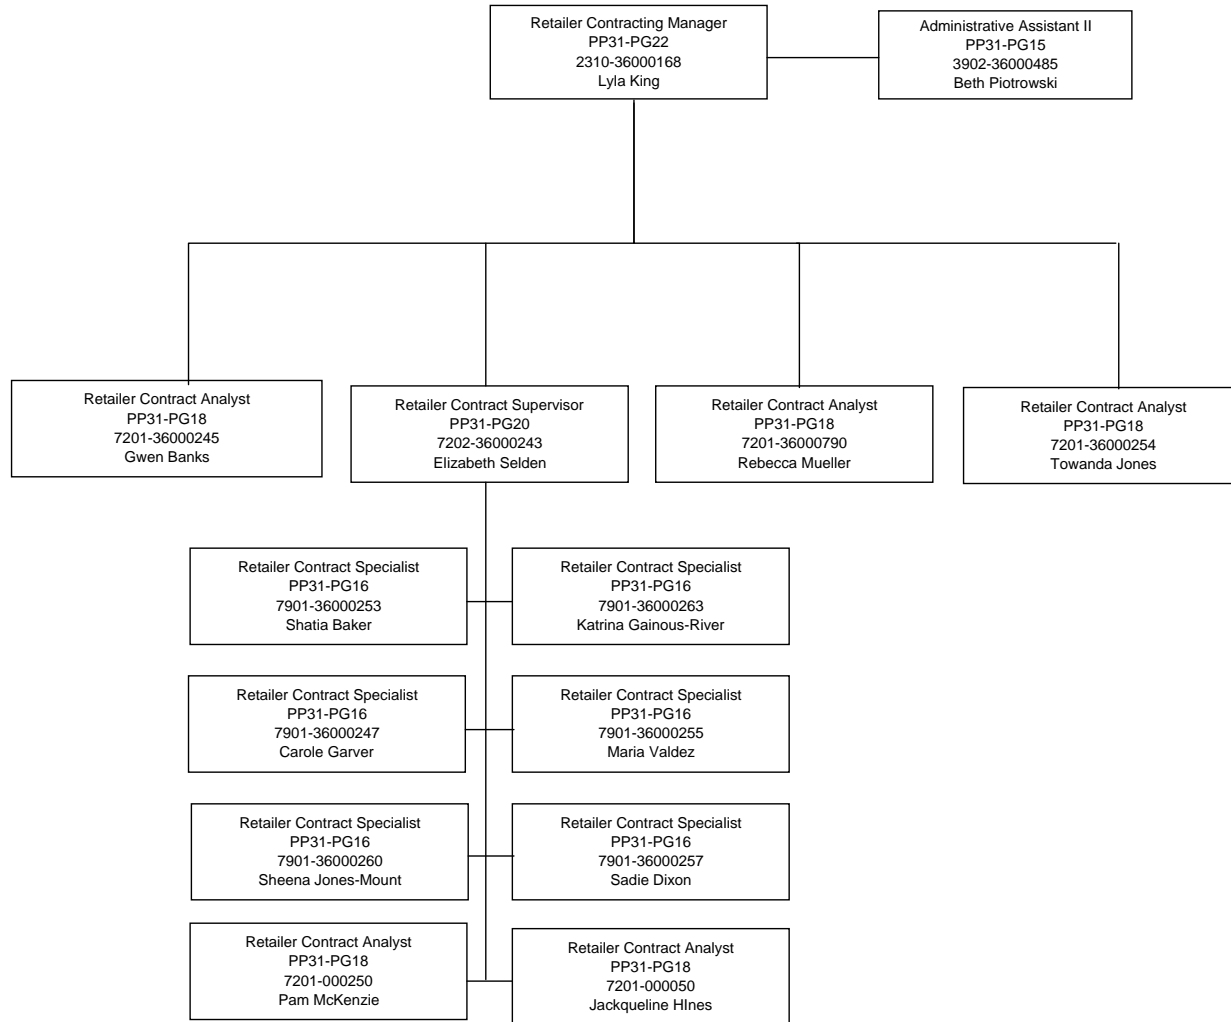 Retailer Contracting Manager
PP31-PG22
2310-36000168
Lyla King
Administrative Assistant II
PP31-PG15
3902-36000485
Beth Piotrowski
Retailer Contract Analyst
PP31-PG18
7201-36000245
Gwen Banks
Retailer Contract Supervisor
PP31-PG20
7202-36000243
Elizabeth Selden
Retailer Contract Analyst
PP31-PG18
7201-36000790
Rebecca Mueller
Retailer Contract Analyst
PP31-PG18
7201-36000254
Towanda Jones
Retailer Contract Specialist
PP31-PG16
7901-36000253
Shatia Baker
Retailer Contract Specialist
PP31-PG16
7901-36000263
Katrina Gainous-River
Retailer Contract Specialist
PP31-PG16
7901-36000247
Carole Garver
Retailer Contract Specialist
PP31-PG16
7901-36000255
Maria Valdez
Retailer Contract Specialist
PP31-PG16
7901-36000260
Sheena Jones-Mount
Retailer Contract Specialist
PP31-PG16
7901-36000257
Sadie Dixon
Retailer Contract Analyst
PP31-PG18
7201-000250
Pam McKenzie
Retailer Contract Analyst
PP31-PG18
7201-000050
Jackqueline HInes